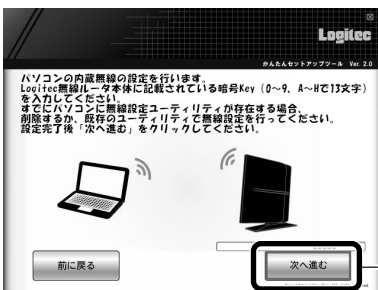 Logitec
かんたんセットアップツール Ver. 2.0
パソコンの内蔵無線の設定を行います。
Logitec無線ルータ本体に記載されている暗号Key（0～9、A～Hで13文字）
を入力してください。
すでにパソコンに無線設定ユーティリティが存在する場合、
削除するか、既存のユーティリティで無線設定を行ってください。
設定完了後「次へ進む」をクリックしてください。
前に戻る
次へ進む